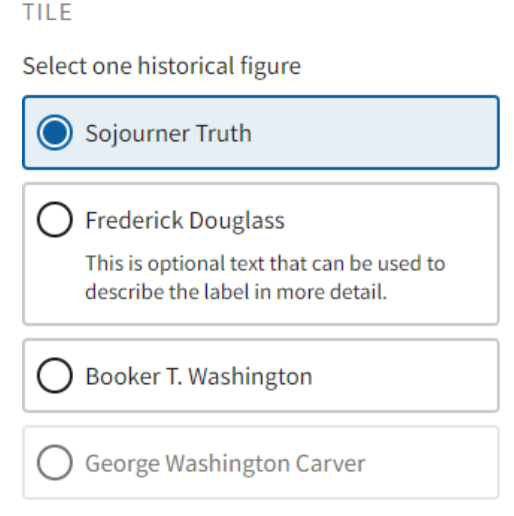 TILE
Select one historical figure
Sojourner Truth
Frederick Douglass
This is optional text that can be used to
describe the label in more detail.
Booker T. Washington
George Washington Carver